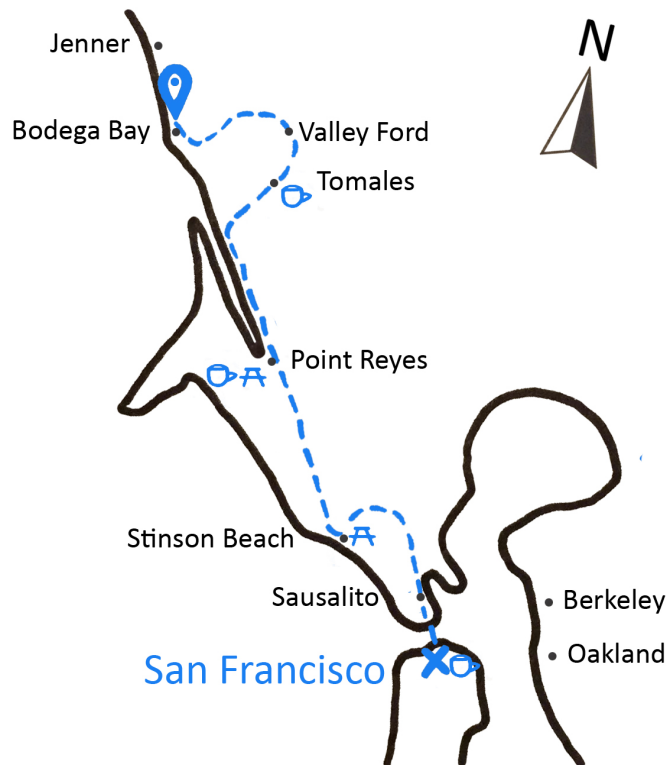 N
Jenner
Bodega Bay
Valley Ford
Tomales
Point Reyes
Stinson Beach
Sausalito
Berkeley
Oakland
San Francisco